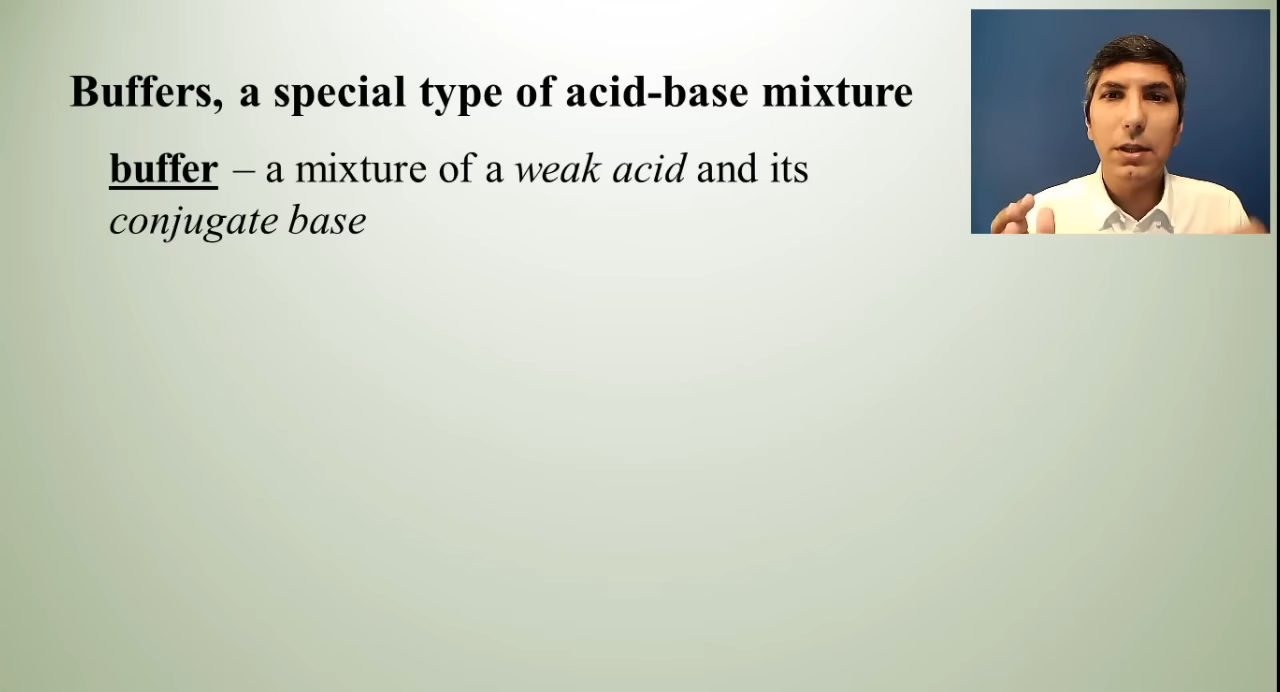 Buffers, a special type of acid-base mixture
buffer – a mixture of a weak acid and its
conjugate base